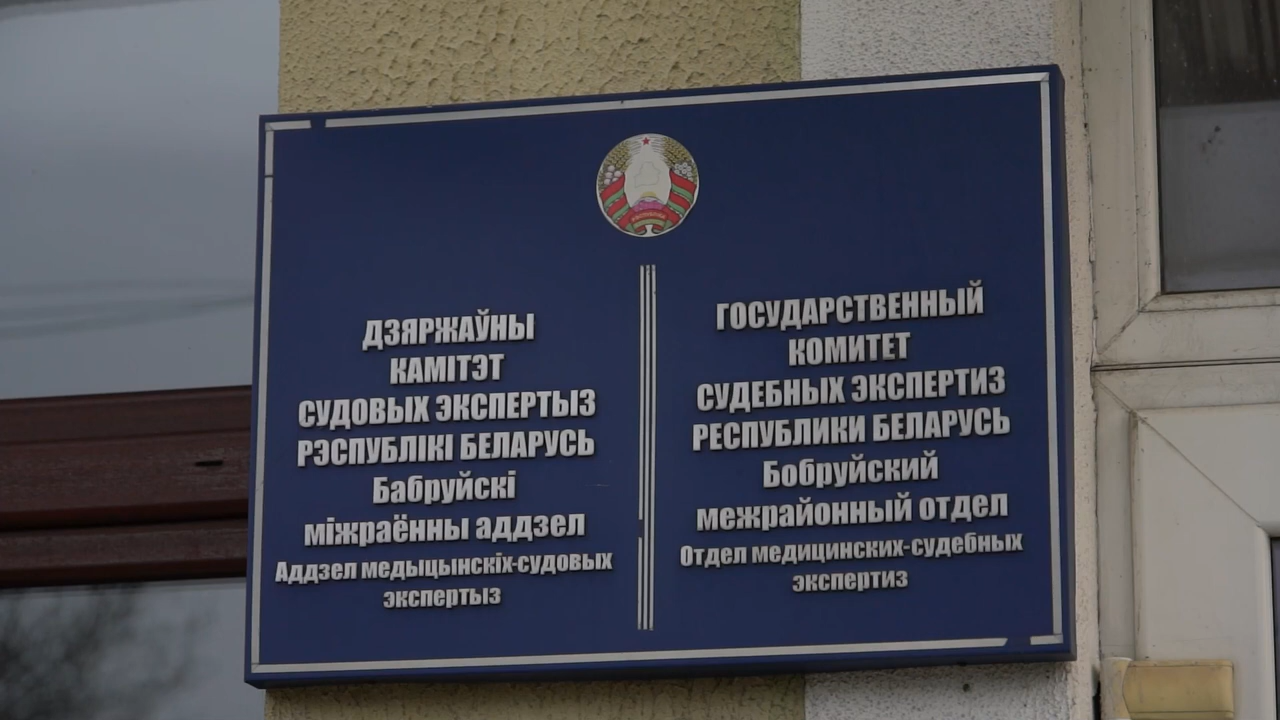 ДЗЯРЖАЎНЫ
КАМІТЭТ
СУДОВЫХ ЭКСПЕРТЫЗ
РЭСПУБЛІКІ БЕЛАРУСЬ
Бабруйскі
міжраённы аддзел
Аддзел медыцынскіх-судовых
экспертыз
ГОСУДАРСТВЕННЫЙ
КОМИТЕТ
СУДЕБНЫХ ЭКСПЕРТИЗ
РЕСПУБЛИКИ БЕЛАРУСЬ
Бобруйский
межрайонный отдел
Отдел медицинских-судебных
экспертиз